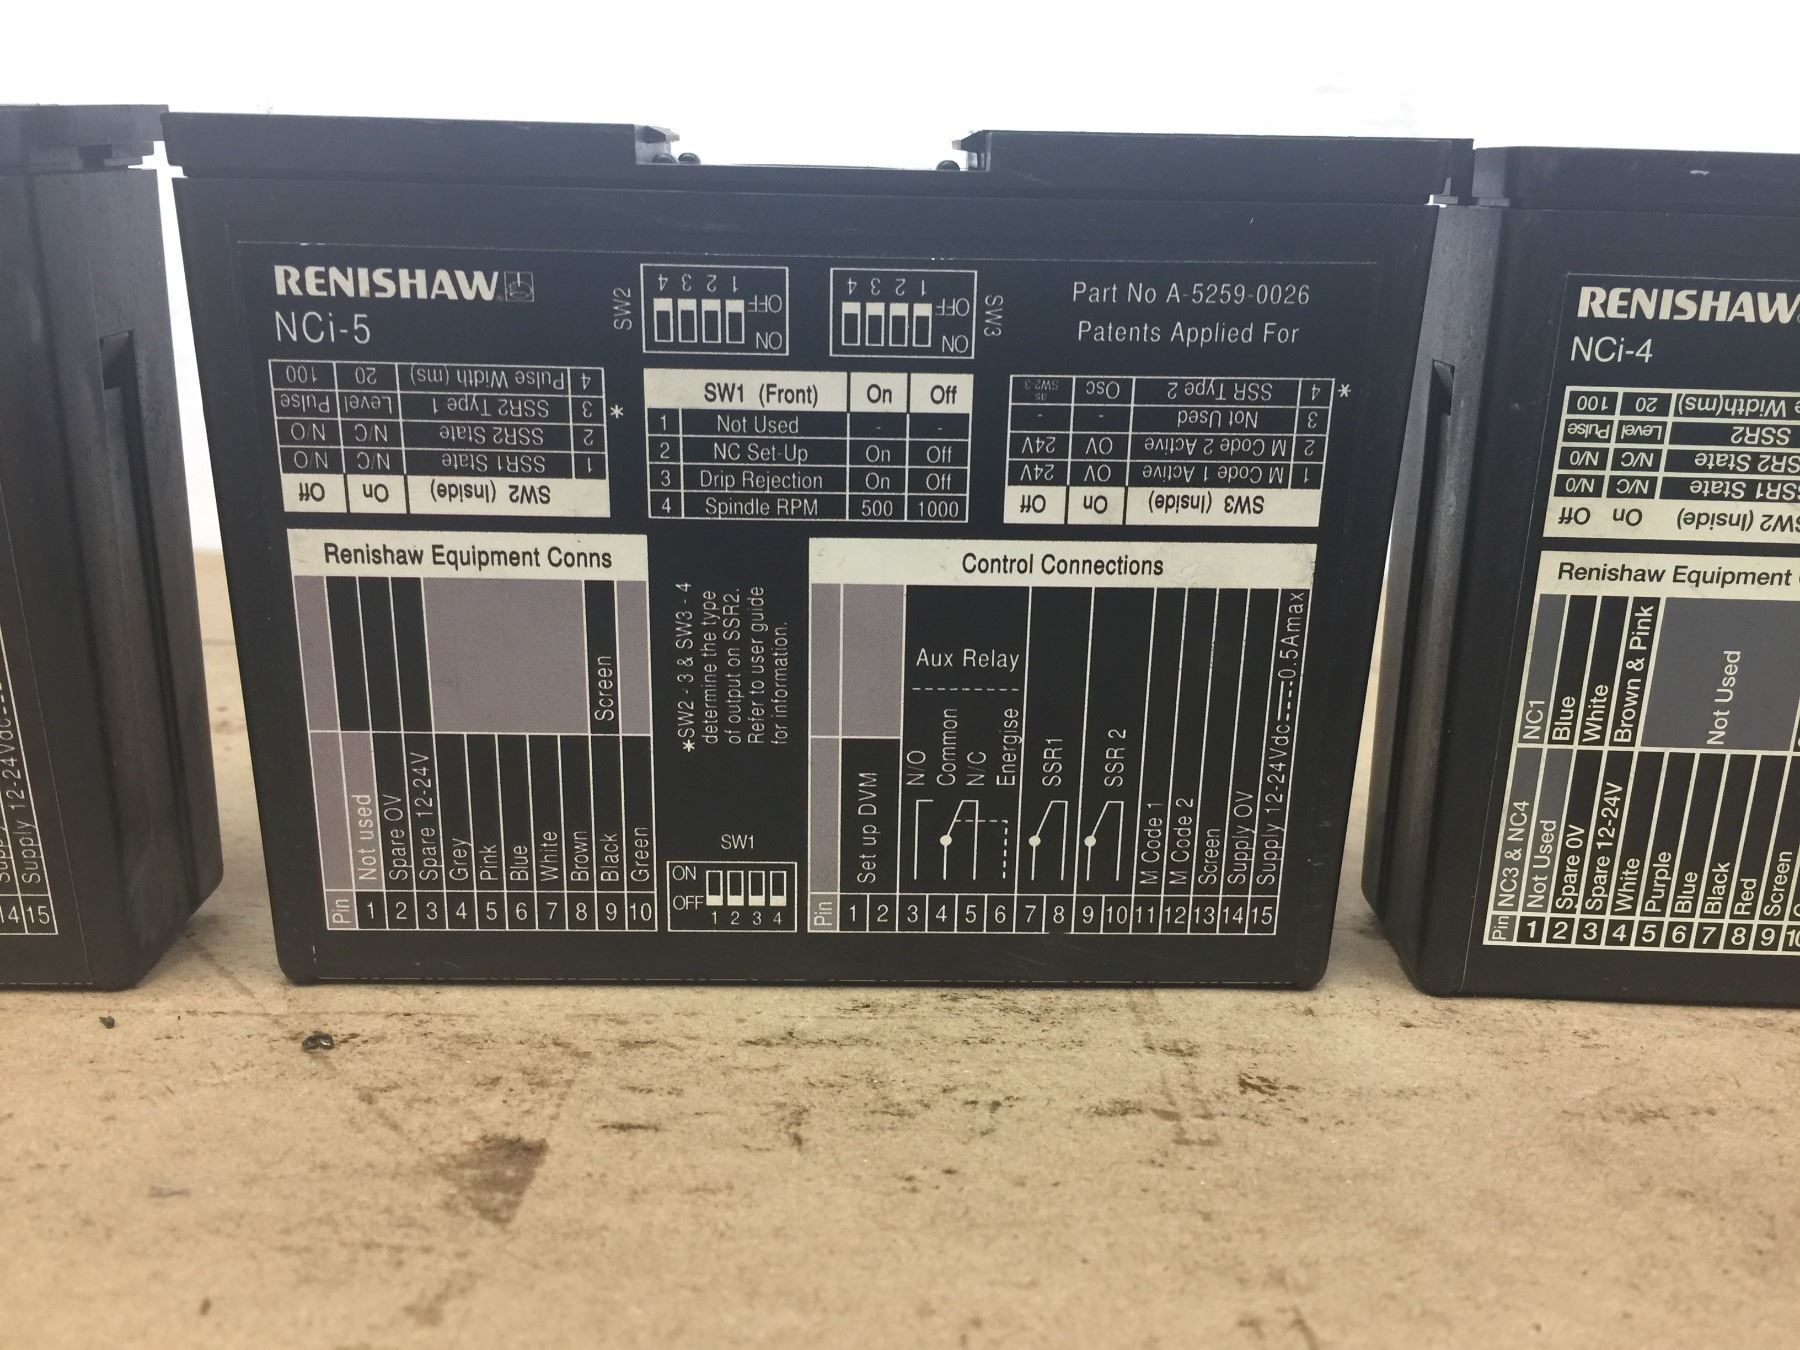 RENISHAW
NCi-5
SW2
4 3 2 1
OFF
ON
4 3 2 1
OFF
ON
SW3
Part No A-5259-0026
Patents Applied For
SW2 (Inside) On Off
1 SSR1 State N/C N/O
2 SSR2 State N/C N/O
3 SSR2 Type 1 Level Pulse
4 Pulse Width (ms) 20 100
*
SW1 (Front) On Off
1 Not Used - -
2 NC Set-Up On Off
3 Drip Rejection On Off
4 Spindle RPM 500 1000
SW3 (Inside) On Off
1 M Code 1 Active 0V 24V
2 M Code 2 Active 0V 24V
3 Not Used - -
4 SSR Type 2 Osc as SW2-3
*
Renishaw Equipment Conns
Screen
Not used
Spare 0V
Spare 12-24V
Grey
Pink
Blue
White
Brown
Black
Green
Pin 1 2 3 4 5 6 7 8 9 10
*SW2 - 3 & SW3 - 4
determine the type
of output on SSR2.
Refer to user guide
for information.
SW1
ON
OFF
1 2 3 4
Control Connections
Aux Relay
Set up DVM
N/O
Common
N/C
Energise
SSR1
SSR 2
M Code 1
M Code 2
Screen
Supply 0V
Supply 12-24Vdc----0.5Amax
Pin 1 2 3 4 5 6 7 8 9 10 11 12 13 14 15
RENISHAW
NCi-4
SW2 (Inside) On Off
SSR1 State N/C N/O
SSR2 State N/C N/O
SSR2 Level Pulse
Width(ms) 20 100
Renishaw Equipment
NC1
Blue
White
Brown & Pink
Not Used
NC3 & NC4
Not Used
Spare 0V
Spare 12-24V
White
Purple
Blue
Black
Red
Screen
Pin 1 2 3 4 5 6 7 8 9 10
Supply 12-24Vdc
14 15